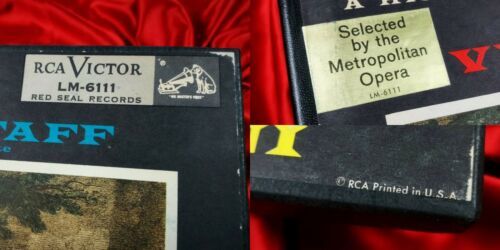 RCA VICTOR
LM-6111
RED SEAL RECORDS
"HIS MASTER'S VOICE"
TAFF
Selected
by the
Metropolitan
Opera
LM-6111
V
NI
© RCA Printed in U.S.A.